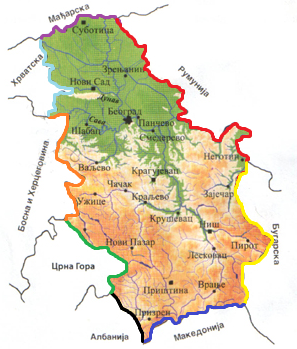 Мађарска
Хрватска
Суботица
Румунија
Зрењанин
Нови Сад
Дунав
Сава
Београд
Панчево
Шабац
Смедерево
Неготин
Босна и Херцеговина
Ваљево
Крагујевац
Чачак
Зајечар
Ужице
Краљево
Крушевац
Ниш
Бугарска
Нови Пазар
Пирот
Лесковац
Црна Гора
Приштина
Врање
Призрен
Албанија
Македонија